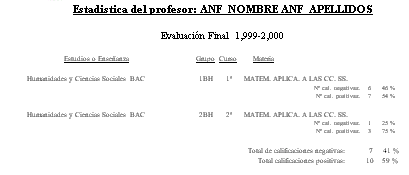 Estadistica del profesor: ANF NOMBRE ANF APELLIDOS
Evaluación Final 1,999-2,000
Estudios o Enseñanza Grupo Curso Materia
Humanidades y Ciencias Sociales BAC 1BH 1º MATEM. APLICA. A LAS CC. SS.
Nº cal. negativas. 6 46 %
Nº cal. positivas. 7 54 %
Humanidades y Ciencias Sociales BAC 2BH 2º MATEM. APLICA. A LAS CC. SS.
Nº cal. negativas. 1 25 %
Nº cal. positivas. 3 75 %
Total de calificaciones negativas: 7 41 %
Total calificaciones positivas: 10 59 %